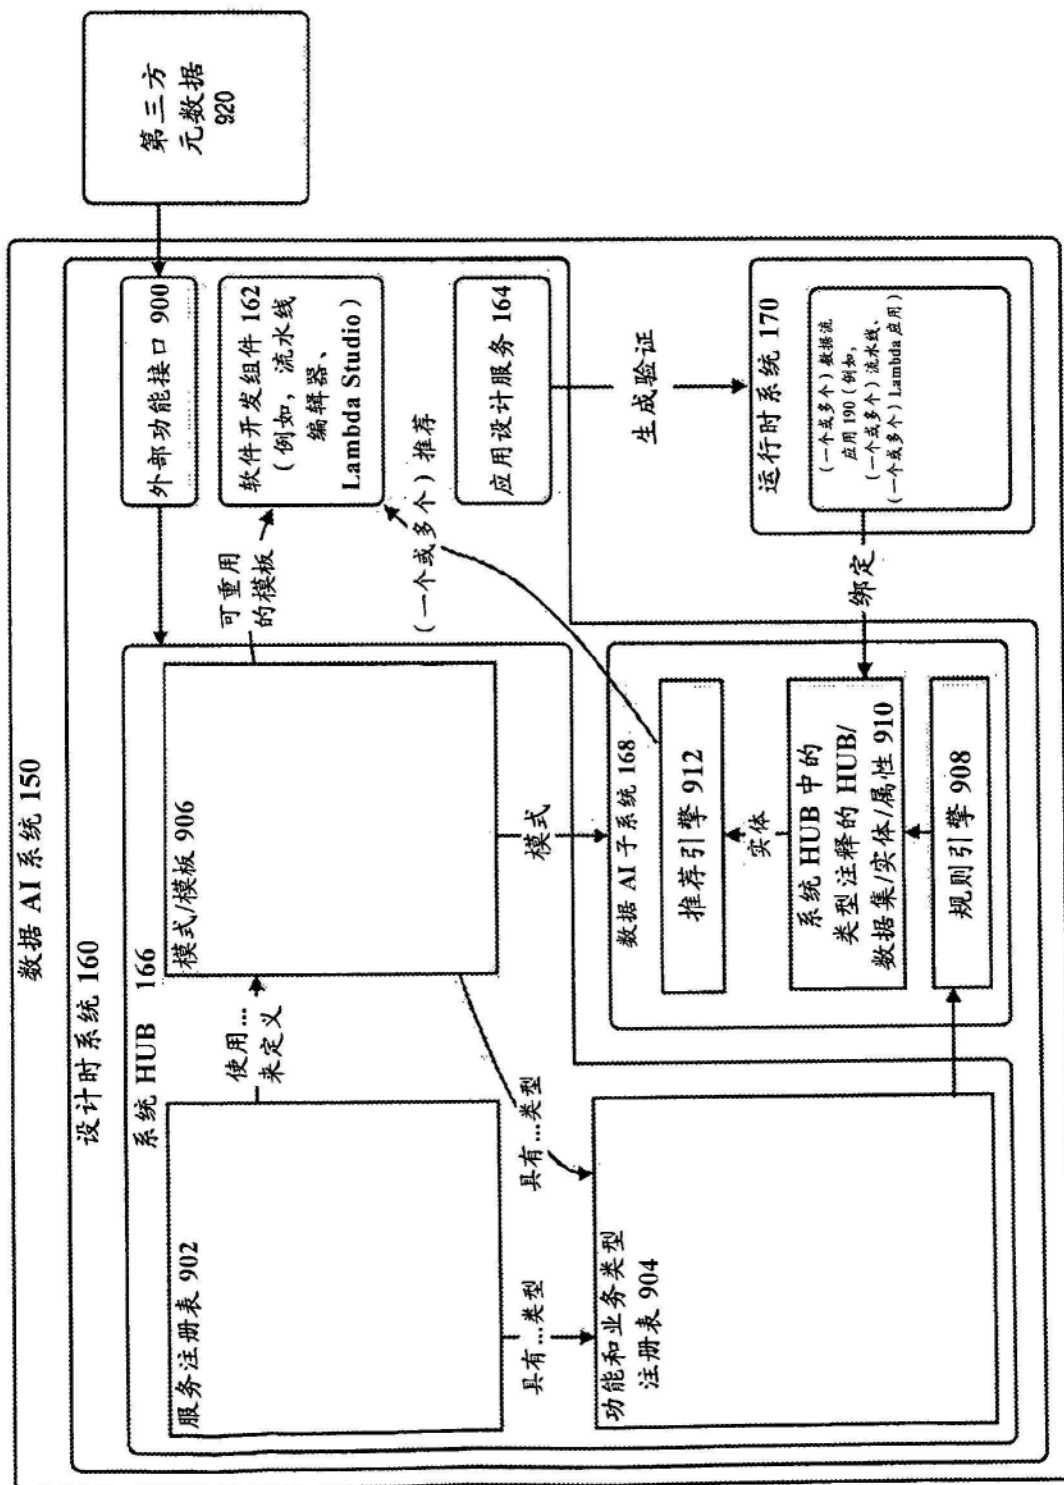 数据 AI 系统 150
设计时系统 160
系统 HUB 166
服务注册表 902
使用...
来定义
模式/模板 906
可重用
的模板
外部功能接口 900
第三方
元数据
920
软件开发组件 162
（例如，流水线
编辑器、
Lambda Studio）
（一个或多个）推荐
应用设计服务 164
具有...类型
具有...类型
模式
功能和业务类型
注册表 904
数据 AI 子系统 168
推荐引擎 912
实体
系统 HUB 中的
类型注释的 HUB/
数据集/实体/属性 910
规则引擎 908
生成验证
绑定
运行时系统 170
（一个或多个）数据流
应用 190（例如，
（一个或多个）流水线、
（一个或多个）Lambda 应用）